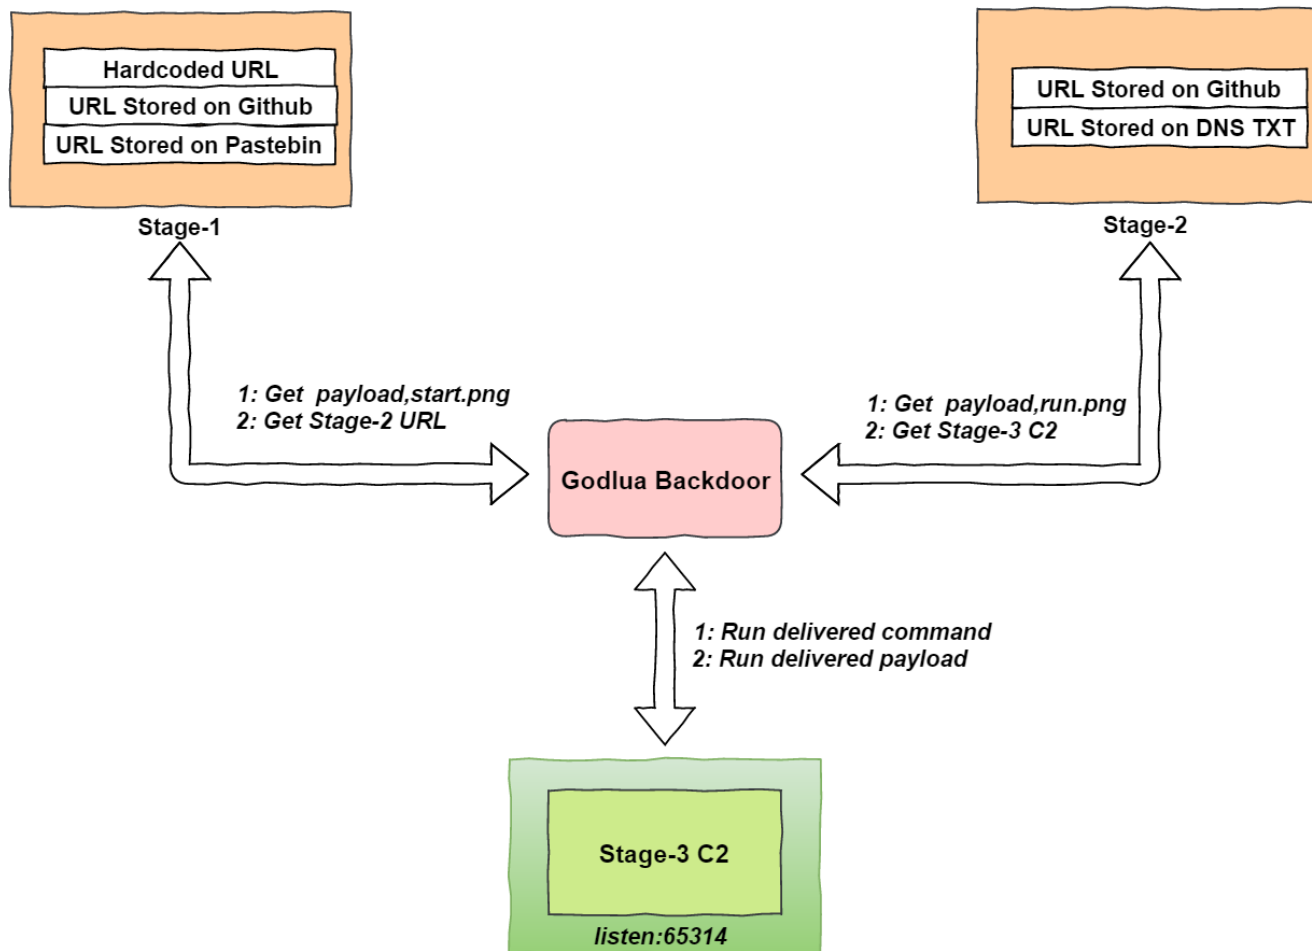 Hardcoded URL
URL Stored on Github
URL Stored on Pastebin
Stage-1
URL Stored on Github
URL Stored on DNS TXT
Stage-2
1: Get  payload,start.png
2: Get Stage-2 URL
1: Get  payload,run.png
2: Get Stage-3 C2
Godlua Backdoor
1: Run delivered command
2: Run delivered payload
Stage-3 C2
listen:65314